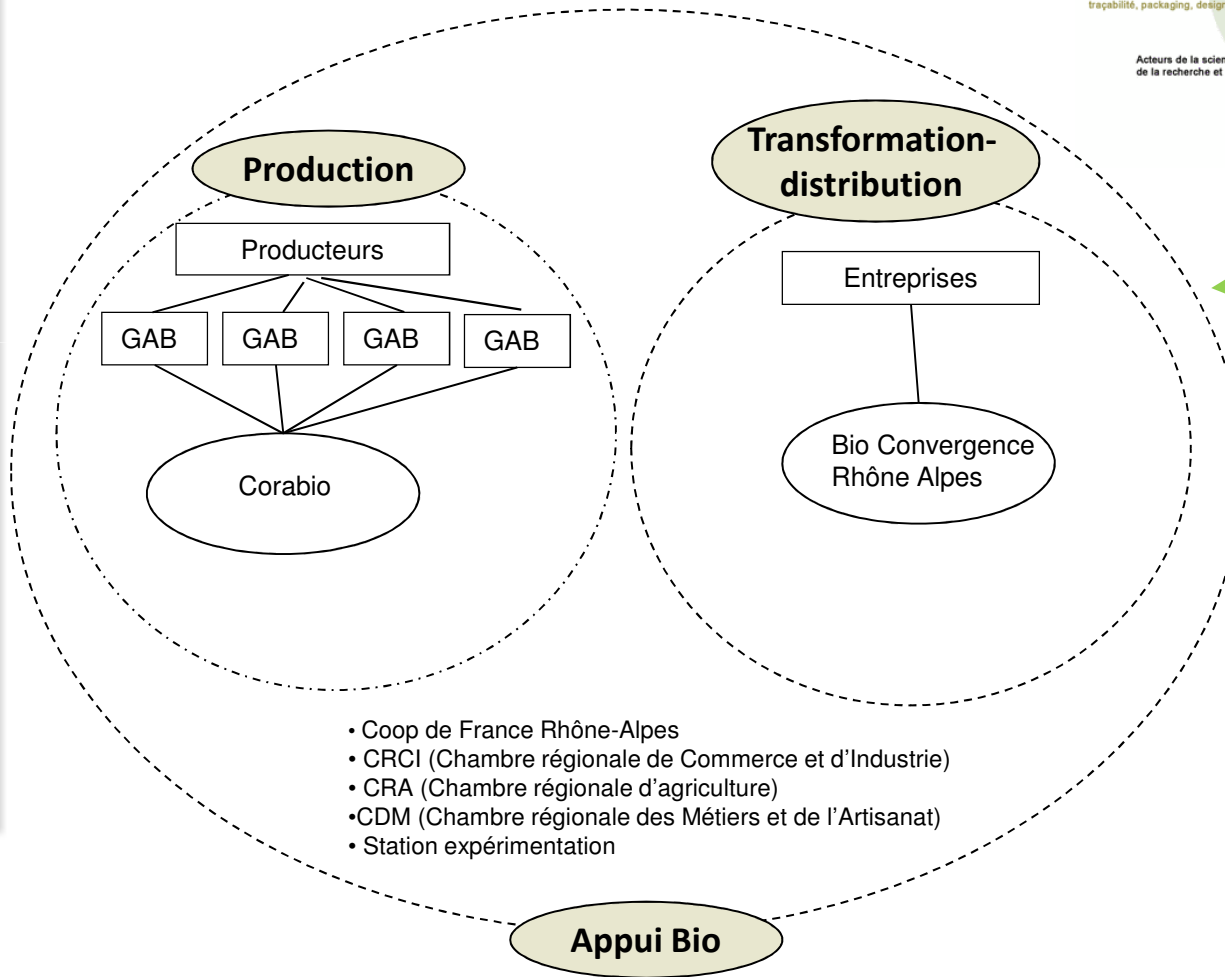 traçabilité, packaging, design
Acteurs de la scien
de la recherche et
Production
Transformation-
distribution
Producteurs
GAB
GAB
GAB
GAB
Corabio
Entreprises
Bio Convergence
Rhône Alpes
• Coop de France Rhône-Alpes
• CRCI (Chambre régionale de Commerce et d’Industrie)
• CRA (Chambre régionale d’agriculture)
•CDM (Chambre régionale des Métiers et de l’Artisanat)
• Station expérimentation
Appui Bio